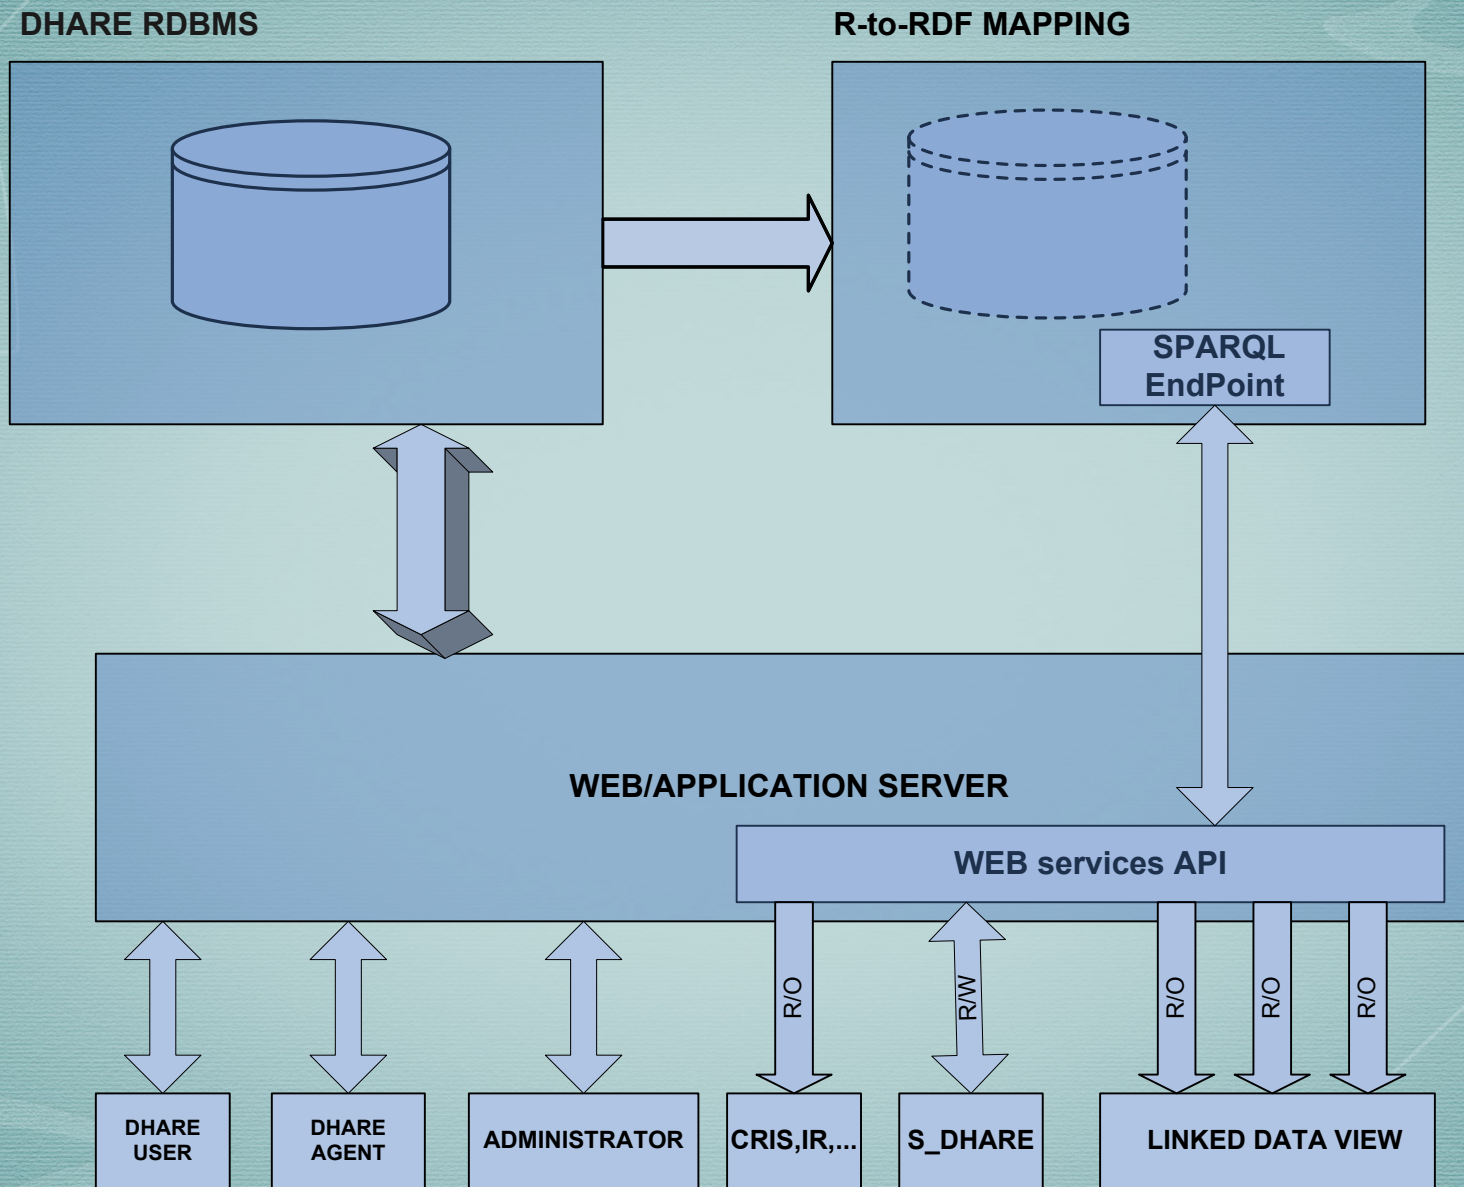 DHARE RDBMS
R-to-RDF MAPPING
SPARQL
EndPoint
WEB/APPLICATION SERVER
WEB services API
R/O
R/W
R/O
R/O
R/O
DHARE
USER
DHARE
AGENT
ADMINISTRATOR
CRIS,IR,...
S_DHARE
LINKED DATA VIEW